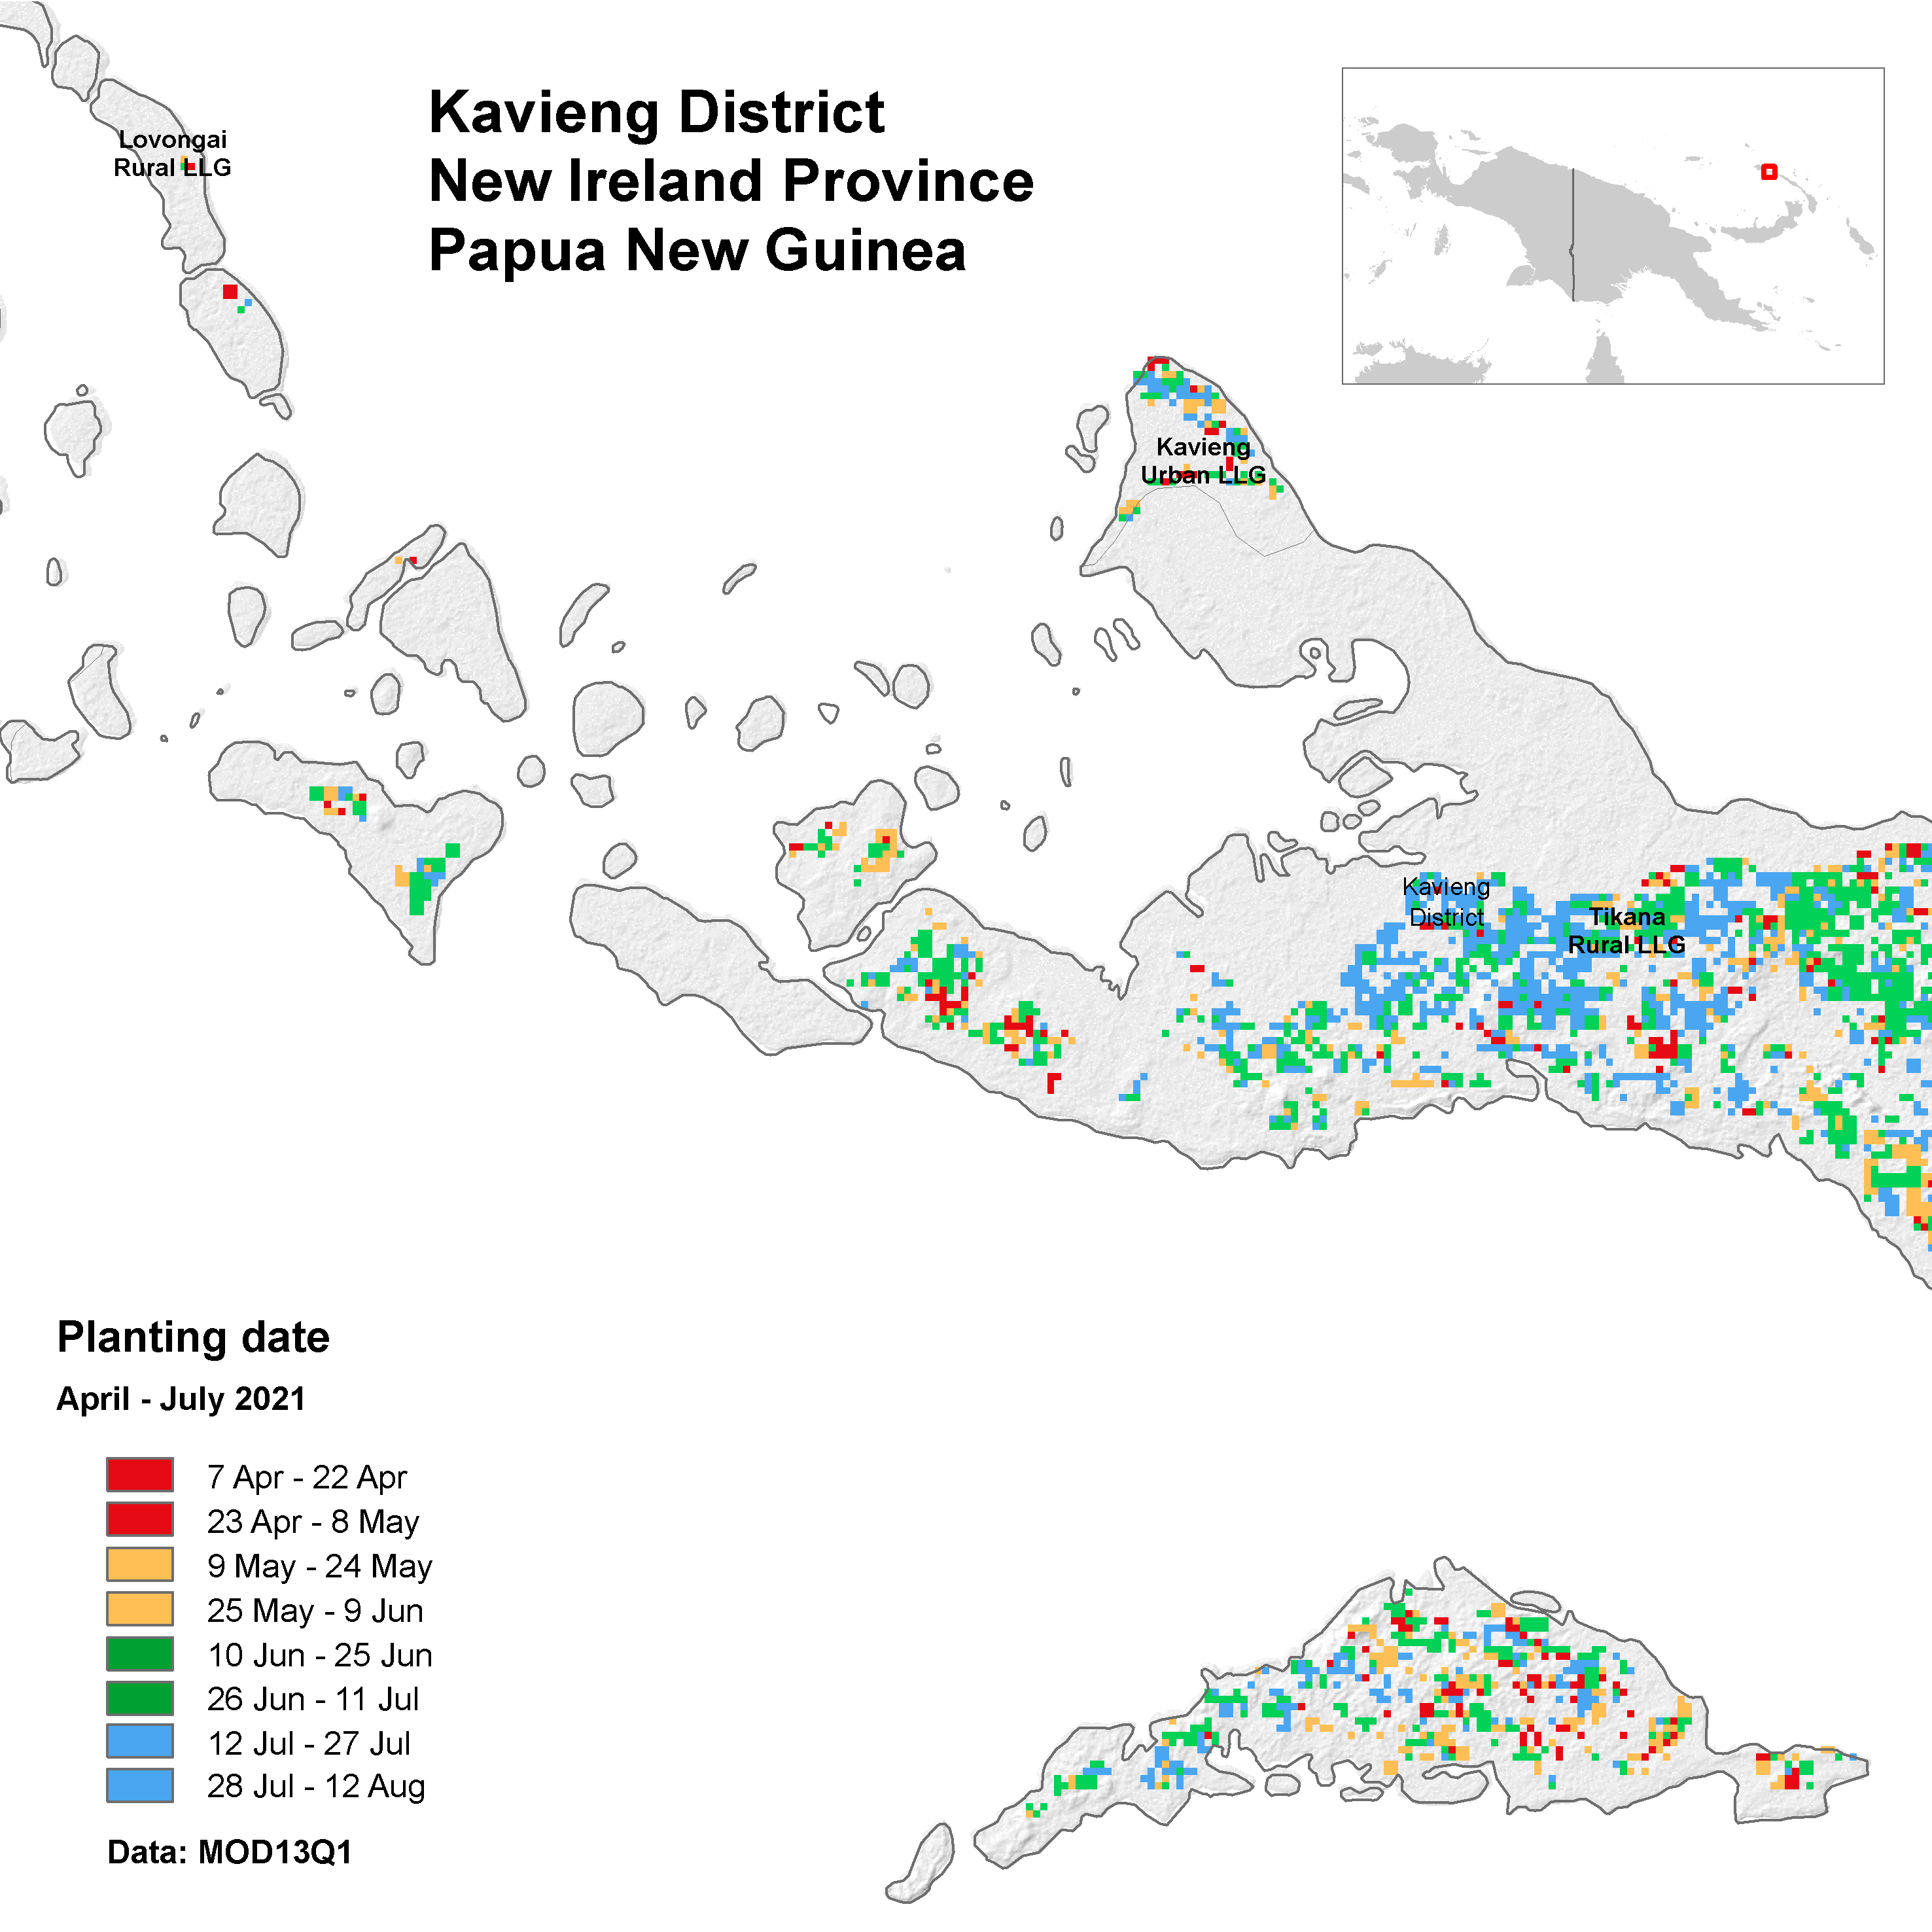 Kavieng District
New Ireland Province
Papua New Guinea
Lovongai
Rural LLG
Kavieng
Urban LLG
Kavieng
District
Tikana
Rural LLG
Planting date
April - July 2021
7 Apr - 22 Apr
23 Apr - 8 May
9 May - 24 May
25 May - 9 Jun
10 Jun - 25 Jun
26 Jun - 11 Jul
12 Jul - 27 Jul
28 Jul - 12 Aug
Data: MOD13Q1